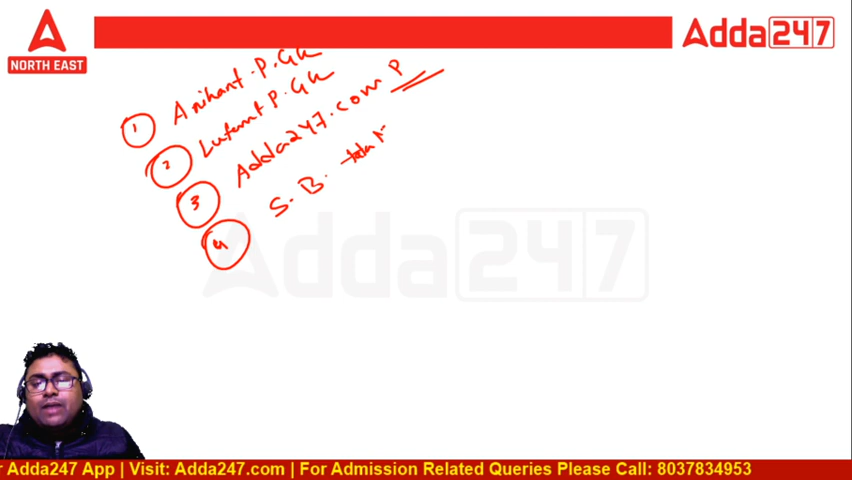 NORTH EAST
Adda247
1 Arihant. P. GK
2 Lucent P. GK
3 Adda247.com P
4 S. B.
Adda247
r Adda247 App | Visit: Adda247.com | For Admission Related Queries Please Call: 8037834953